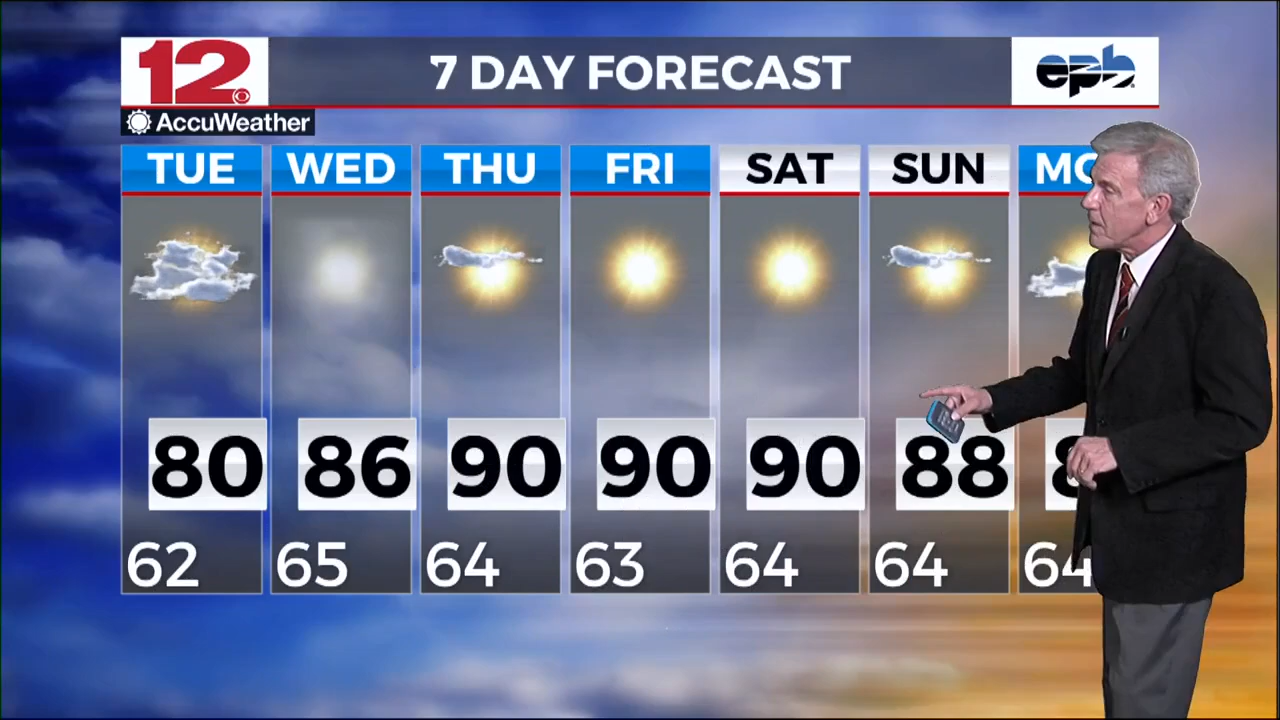 12
7 DAY FORECAST
epb
AccuWeather
TUE WED THU FRI SAT SUN
80 86 90 90 90 88
62 65 64 63 64 64 64